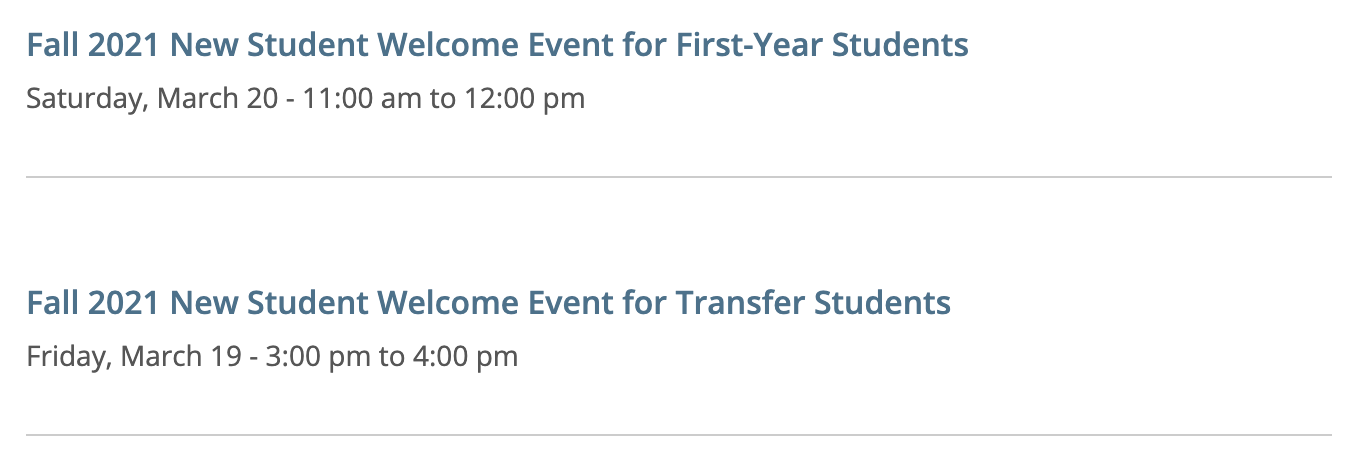 Fall 2021 New Student Welcome Event for First-Year Students
Saturday, March 20 - 11:00 am to 12:00 pm
Fall 2021 New Student Welcome Event for Transfer Students
Friday, March 19 - 3:00 pm to 4:00 pm